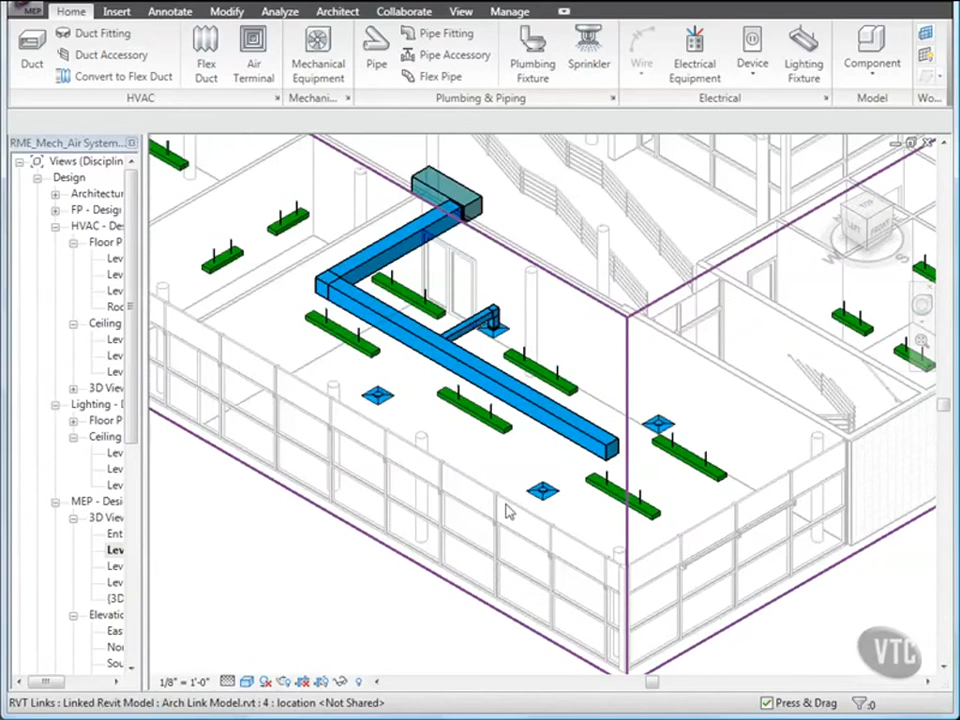 MEP
Home Insert Annotate Modify Analyze Architect Collaborate View Manage
Duct Fitting Pipe Fitting
Duct Accessory Pipe Accessory
Convert to Flex Duct Flex Pipe
Duct Flex Duct Air Terminal Mechanical Equipment Pipe Plumbing Fixture Sprinkler Wire Electrical Equipment Device Lighting Fixture Component
HVAC Mechani... Plumbing & Piping Electrical Model Wo...
RME_Mech_Air System...
Views (Disciplin
Design
Architectur
FP - Desig
HVAC - De
Floor P
Lev
Lev
Lev
Roo
Ceiling
Lev
Lev
Lev
3D View
Lighting - D
Floor P
Ceiling
Lev
Lev
Lev
MEP - Desi
3D View
Ent
Lev
Lev
Lev
{3D
Elevatio
Eas
Nor
Sou
TOP
FRONT
W S
VTC
1/8" = 1'-0"
RVT Links : Linked Revit Model : Arch Link Model.rvt : 4 : location <Not Shared> Press & Drag :0